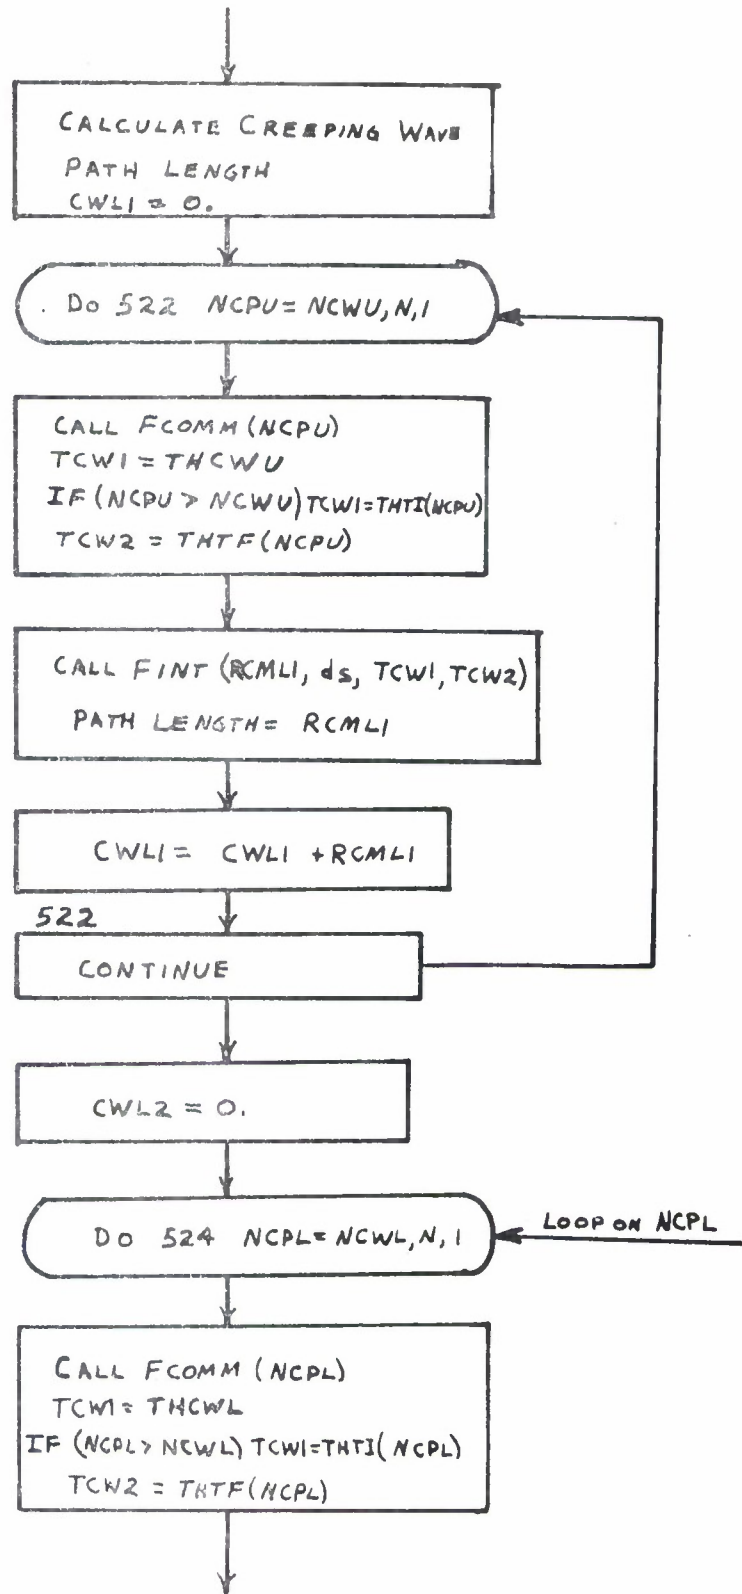 CALCULATE CREEPING WAVE
PATH LENGTH
CWL1 = 0.
DO 522 NCPU = NCWU, N, 1
CALL FCOMM (NCPU)
TCW1 = THCWU
IF (NCPU > NCWU) TCW1 = THTI(NCPU)
TCW2 = THTF(NCPU)
CALL FINT (RCML1, ds, TCW1, TCW2)
PATH LENGTH = RCML1
CWL1 = CWL1 + RCML1
522
CONTINUE
CWL2 = 0.
DO 524 NCPL = NCWL, N, 1
LOOP ON NCPL
CALL FCOMM (NCPL)
TCW1 = THCWL
IF (NCPL > NCWL) TCW1 = THTI(NCPL)
TCW2 = THTF(NCPL)